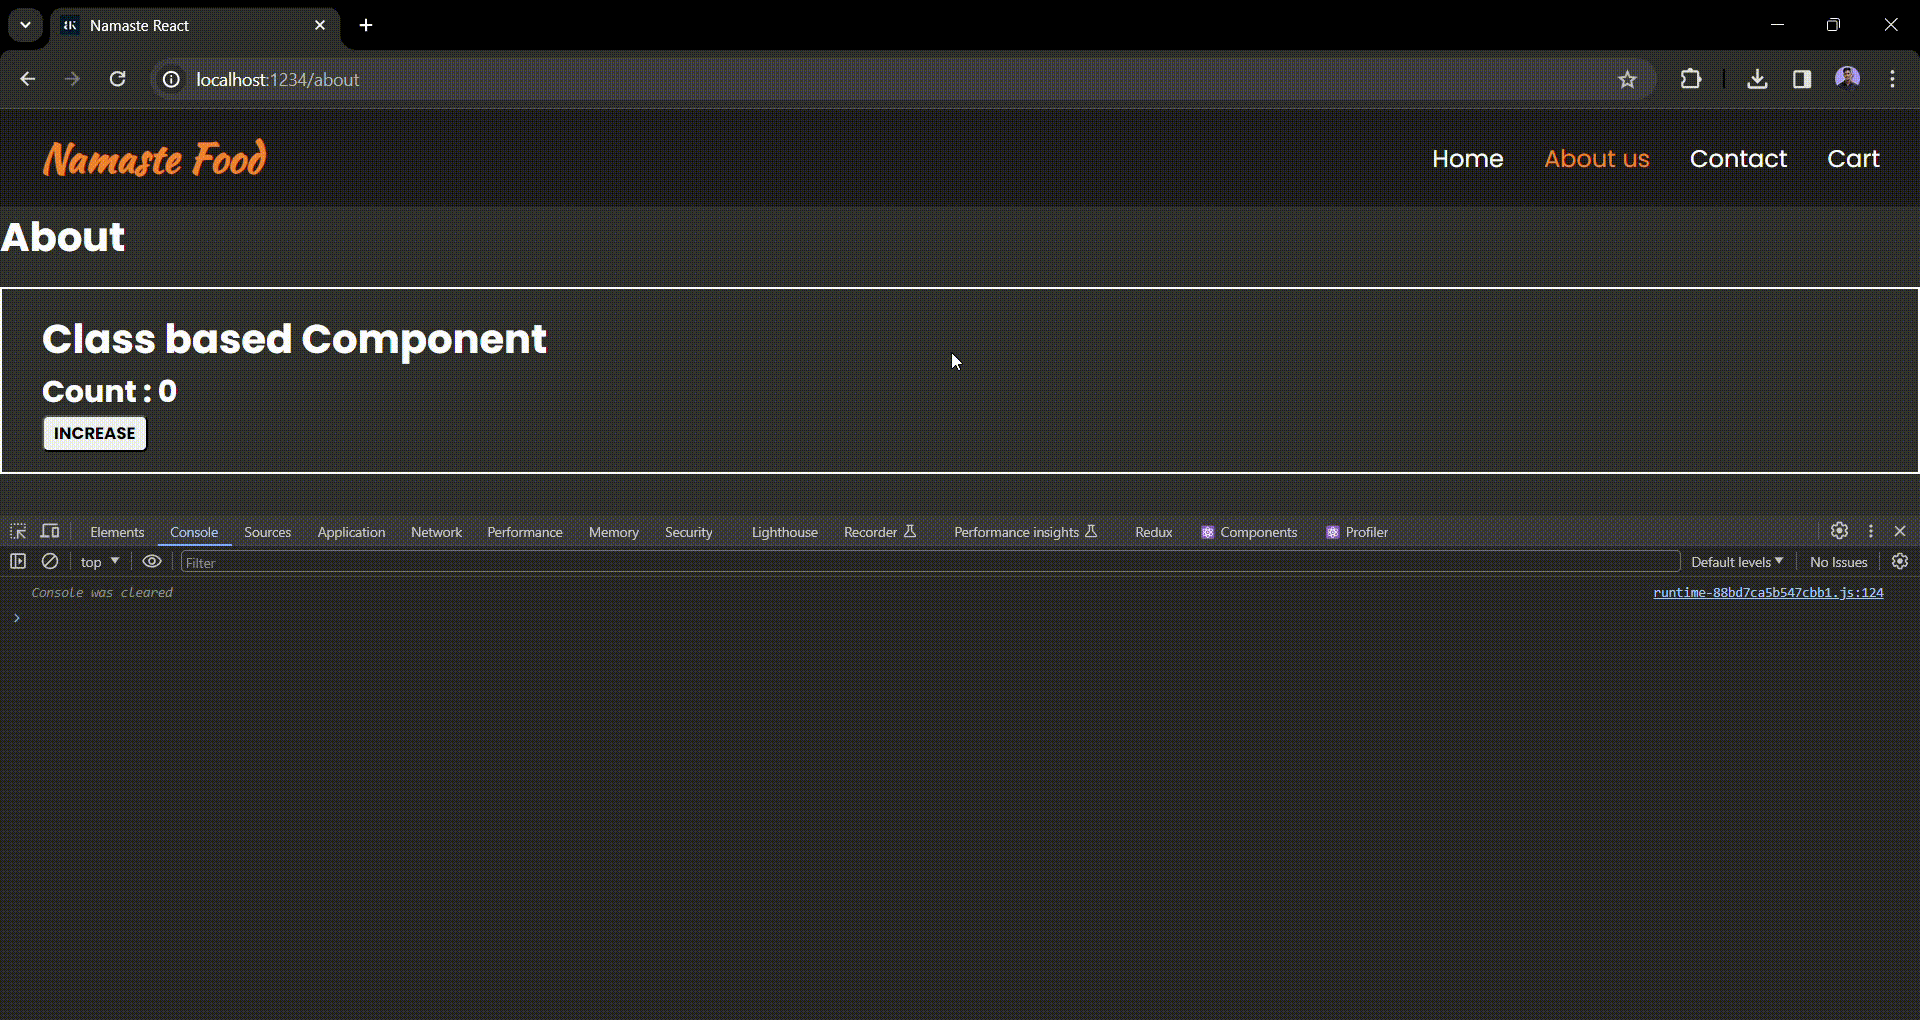 Namaste React
localhost:1234/about
Namaste Food
Home About us Contact Cart
About
Class based Component
Count : 0
INCREASE
Elements Console Sources Application Network Performance Memory Security Lighthouse Recorder Performance insights Redux Components Profiler
top Filter Default levels No Issues
Console was cleared runtime-88bd7ca5b547cbb1.js:124